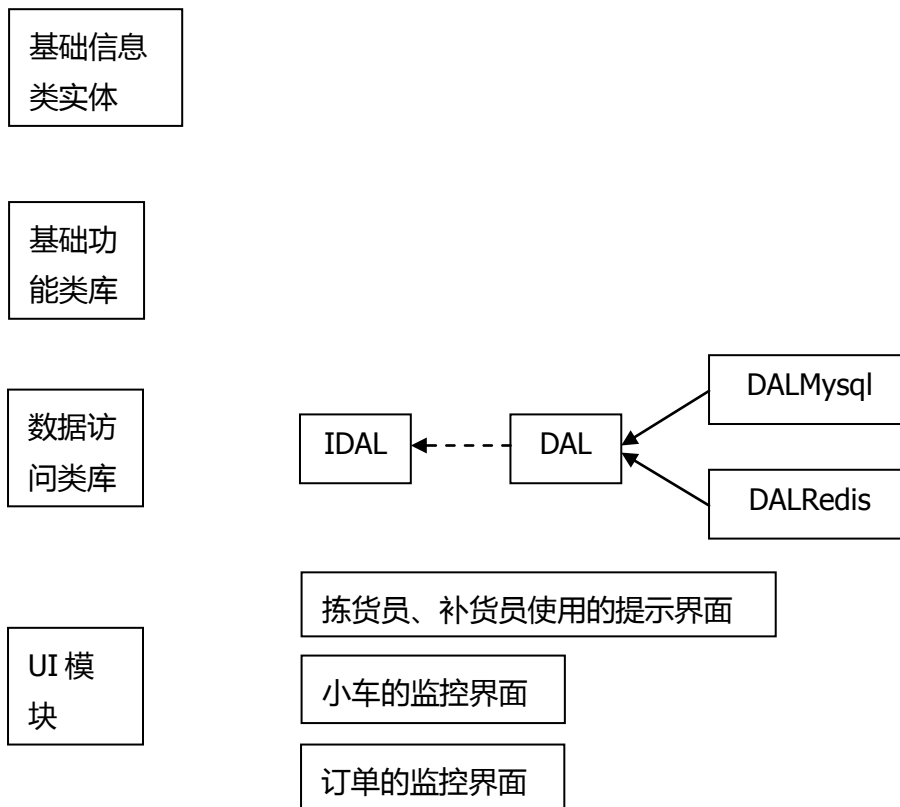 基础信息
类实体
基础功
能类库
数据访
问类库
IDAL
DAL
DALMysql
DALRedis
UI 模
块
拣货员、补货员使用的提示界面
小车的监控界面
订单的监控界面